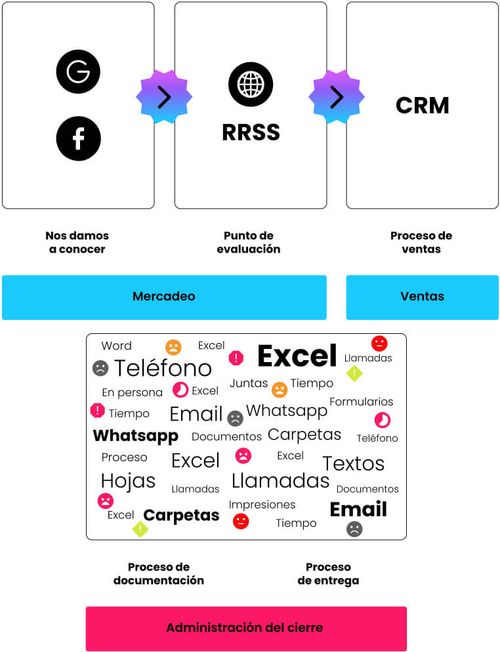 G
f
RRSS
CRM
Nos damos
a conocer
Punto de
evaluación
Proceso de
ventas
Mercadeo
Ventas
Word
Excel
Excel
Llamadas
Teléfono
En persona
Excel
Juntas
Tiempo
Formularios
Tiempo
Email
Whatsapp
Whatsapp
Documentos
Carpetas
Teléfono
Proceso
Excel
Excel
Textos
Hojas
Llamadas
Llamadas
Documentos
Excel
Carpetas
Impresiones
Tiempo
Email
Proceso de
documentación
Proceso
de entrega
Administración del cierre